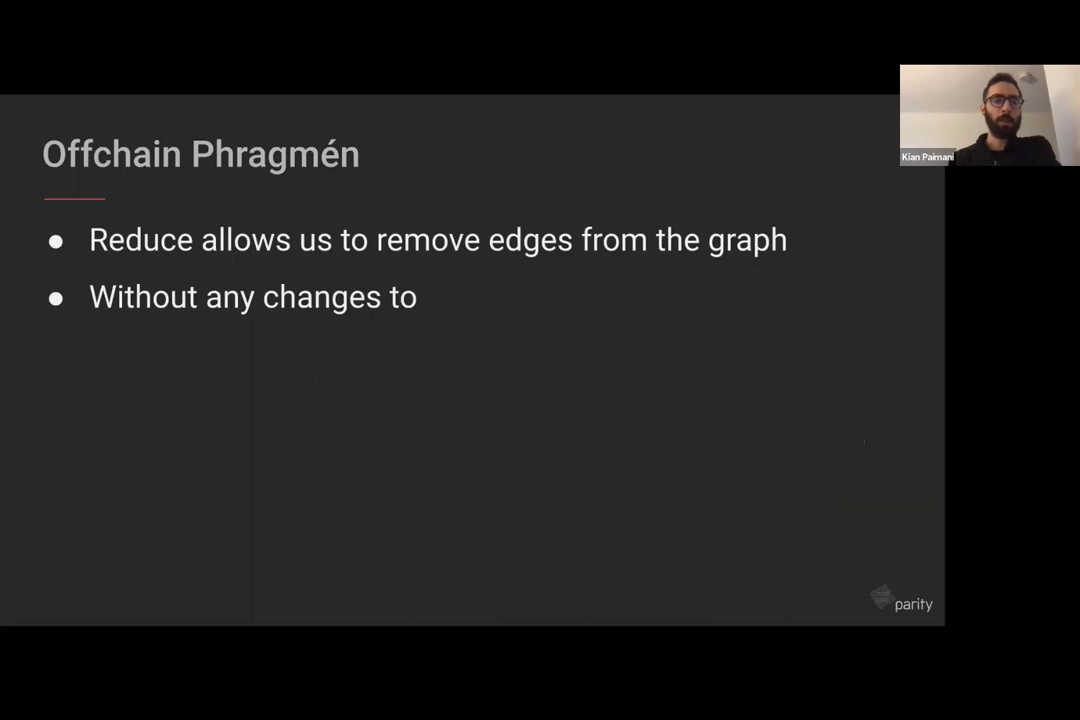 Offchain Phragmén
● Reduce allows us to remove edges from the graph
● Without any changes to
Kian Paimani
parity